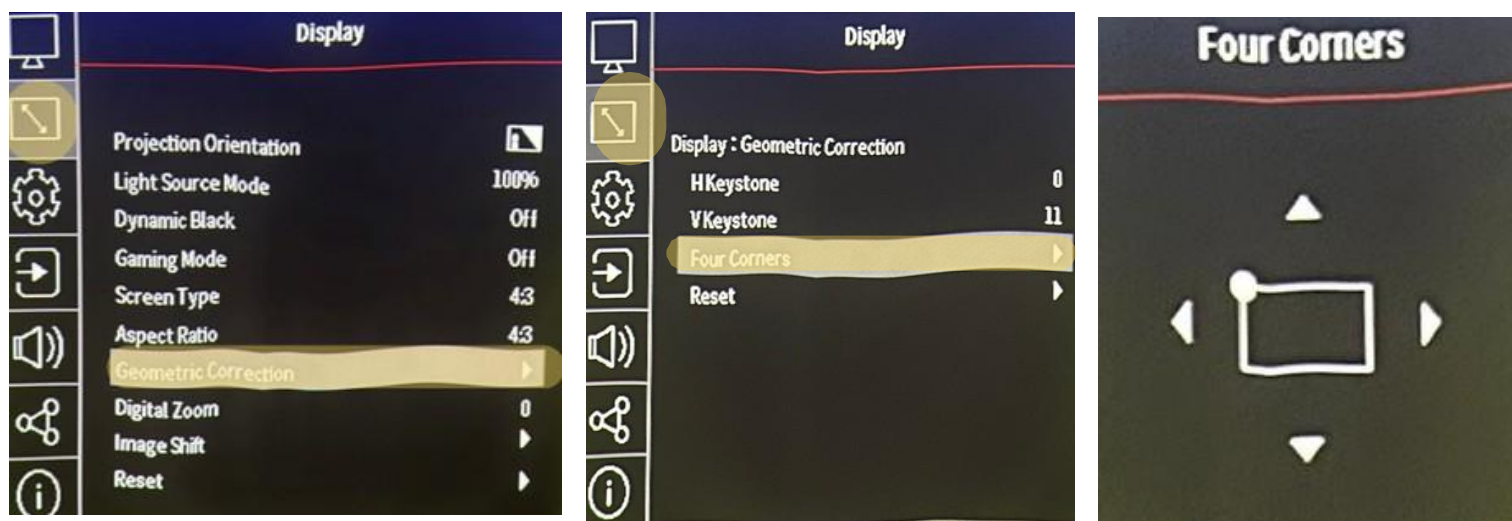 Display
Projection Orientation
Light Source Mode 100%
Dynamic Black Off
Gaming Mode Off
Screen Type 4:3
Aspect Ratio 4:3
Geometric Correction
Digital Zoom 0
Image Shift
Reset
Display
Display : Geometric Correction
H Keystone 0
V Keystone 11
Four Corners
Reset
Four Corners